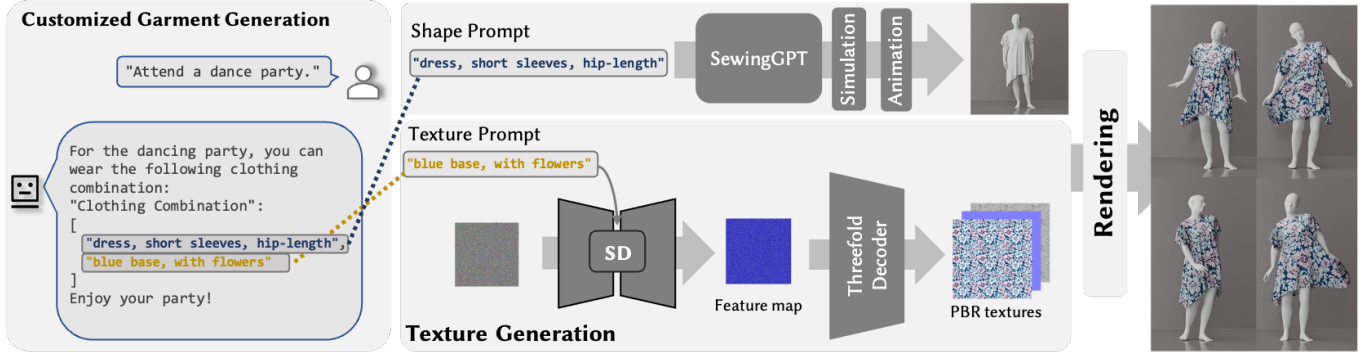 Customized Garment Generation
"Attend a dance party."
For the dancing party, you can
wear the following clothing
combination:
"Clothing Combination":
[
"dress, short sleeves, hip-length",
"blue base, with flowers"
]
Enjoy your party!
Shape Prompt
"dress, short sleeves, hip-length"
SewingGPT
Simulation
Animation
Texture Prompt
"blue base, with flowers"
SD
Feature map
Threefold
Decoder
PBR textures
Texture Generation
Rendering